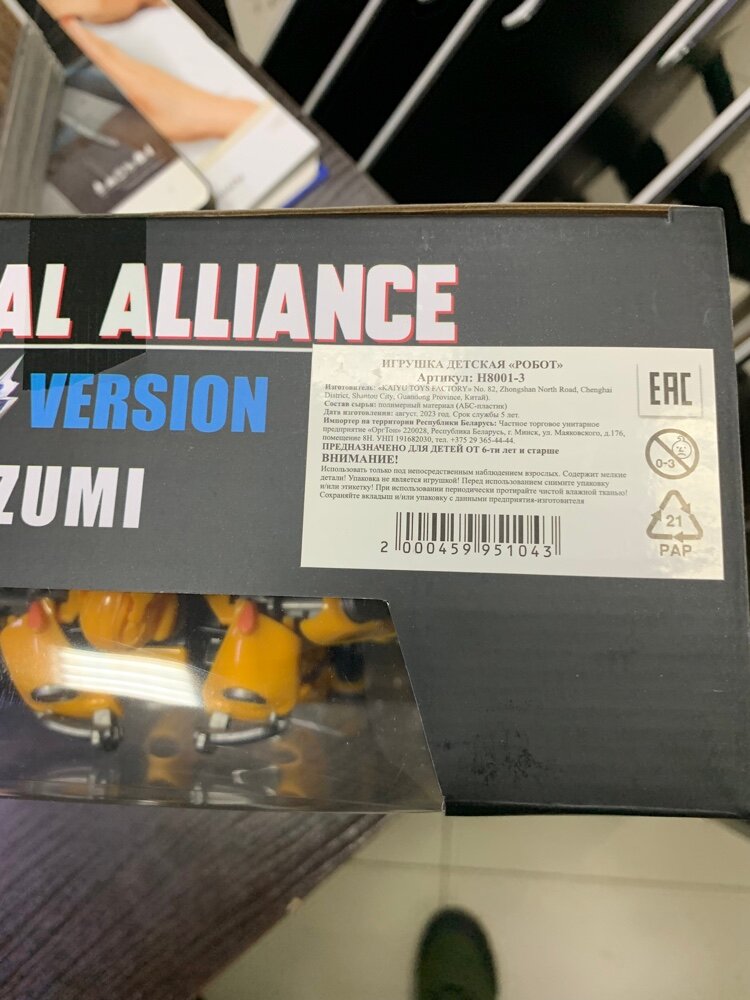 AL ALLIANCE
VERSION
ZUMI
ИГРУШКА ДЕТСКАЯ «РОБОТ»
Артикул: H8001-3
Изготовитель: «KAIYU TOYS FACTORY» No. 82, Zhongshan North Road, Chenghai
District, Shantou City, Guandong Province, Китай).
Состав сырья: полимерный материал (АБС-пластик)
Дата изготовления: август, 2023 год. Срок службы 5 лет.
Импортер на территории Республики Беларусь: Частное торговое унитарное
предприятие «ОргТон» 220028, Республика Беларусь, г. Минск, ул. Маяковского, д.176,
помещение 8Н. УНП 191682030, тел. +375 29 365-44-44.
ПРЕДНАЗНАЧЕНО ДЛЯ ДЕТЕЙ ОТ 6-ти лет и старше
ВНИМАНИЕ!
Использовать только под непосредственным наблюдением взрослых. Содержит мелкие
детали! Упаковка не является игрушкой! Перед использованием снимите упаковку
и/или этикетку! При использовании периодически протирайте чистой влажной тканью!
Сохраняйте вкладыш и/или упаковку с данными предприятия-изготовителя
2 000459 951043
EAC
0-3
21
PAP